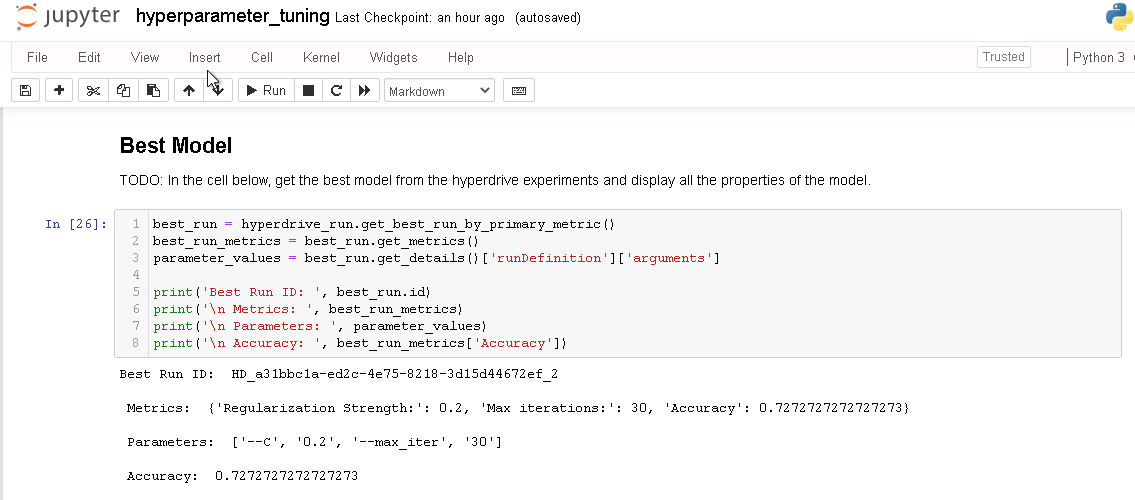 jupyter hyperparameter_tuning Last Checkpoint: an hour ago (autosaved)
File Edit View Insert Cell Kernel Widgets Help Trusted Python 3
Run Markdown
Best Model
TODO: In the cell below, get the best model from the hyperdrive experiments and display all the properties of the model.
In [26]:
1 best_run = hyperdrive_run.get_best_run_by_primary_metric()
2 best_run_metrics = best_run.get_metrics()
3 parameter_values = best_run.get_details()['runDefinition']['arguments']
4
5 print('Best Run ID: ', best_run.id)
6 print('\n Metrics: ', best_run_metrics)
7 print('\n Parameters: ', parameter_values)
8 print('\n Accuracy: ', best_run_metrics['Accuracy'])
Best Run ID:  HD_a31bbc1a-ed2c-4e75-8218-3d15d44672ef_2
Metrics:  {'Regularization Strength:': 0.2, 'Max iterations:': 30, 'Accuracy': 0.7272727272727273}
Parameters:  ['--C', '0.2', '--max_iter', '30']
Accuracy:  0.7272727272727273